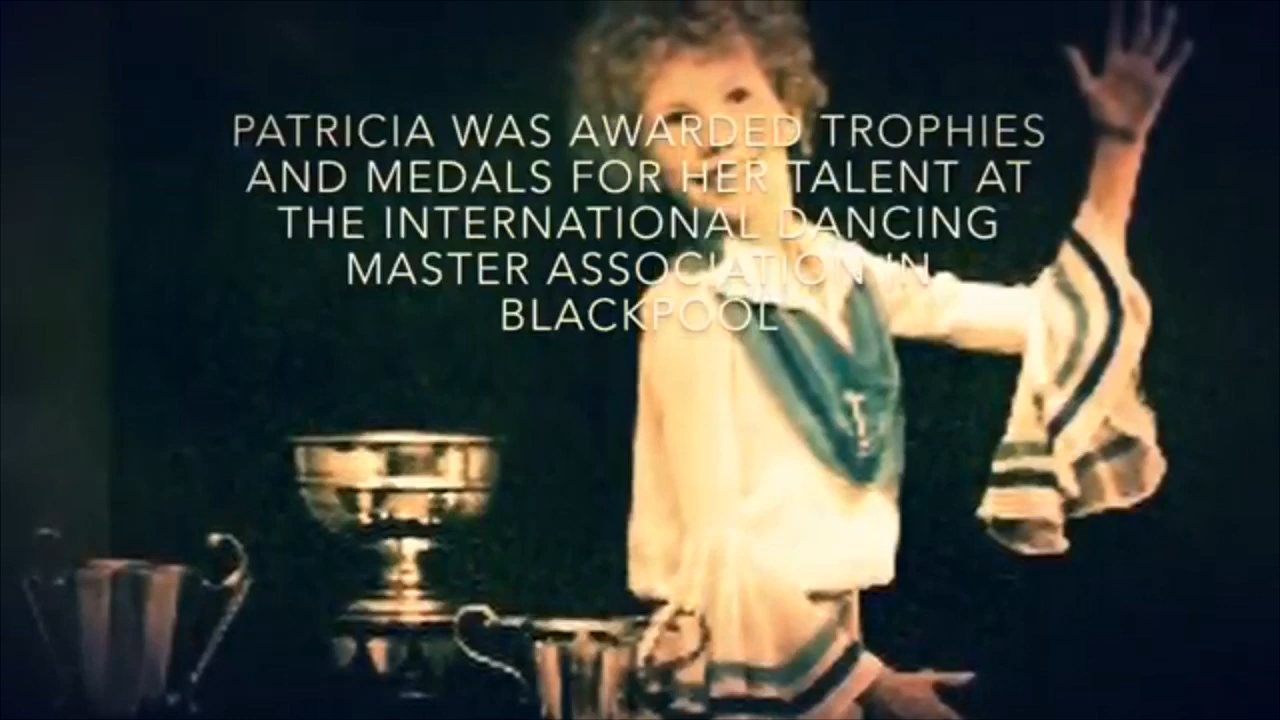 PATRICIA WAS AWARDED TROPHIES
AND MEDALS FOR HER TALENT AT
THE INTERNATIONAL DANCING
MASTER ASSOCIATION IN
BLACKPOOL